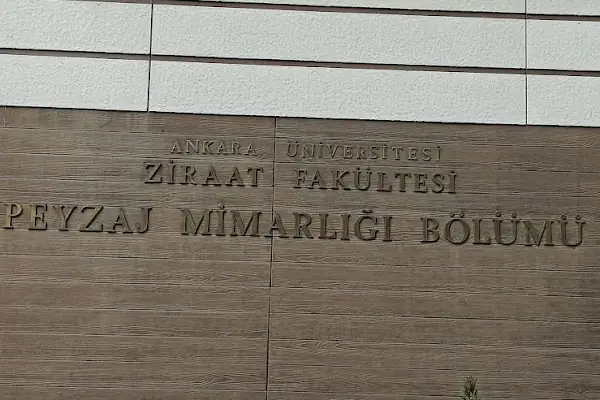 ANKARA ÜNİVERSİTESİ
ZİRAAT FAKÜLTESİ
PEYZAJ MİMARLIĞI BÖLÜMÜ